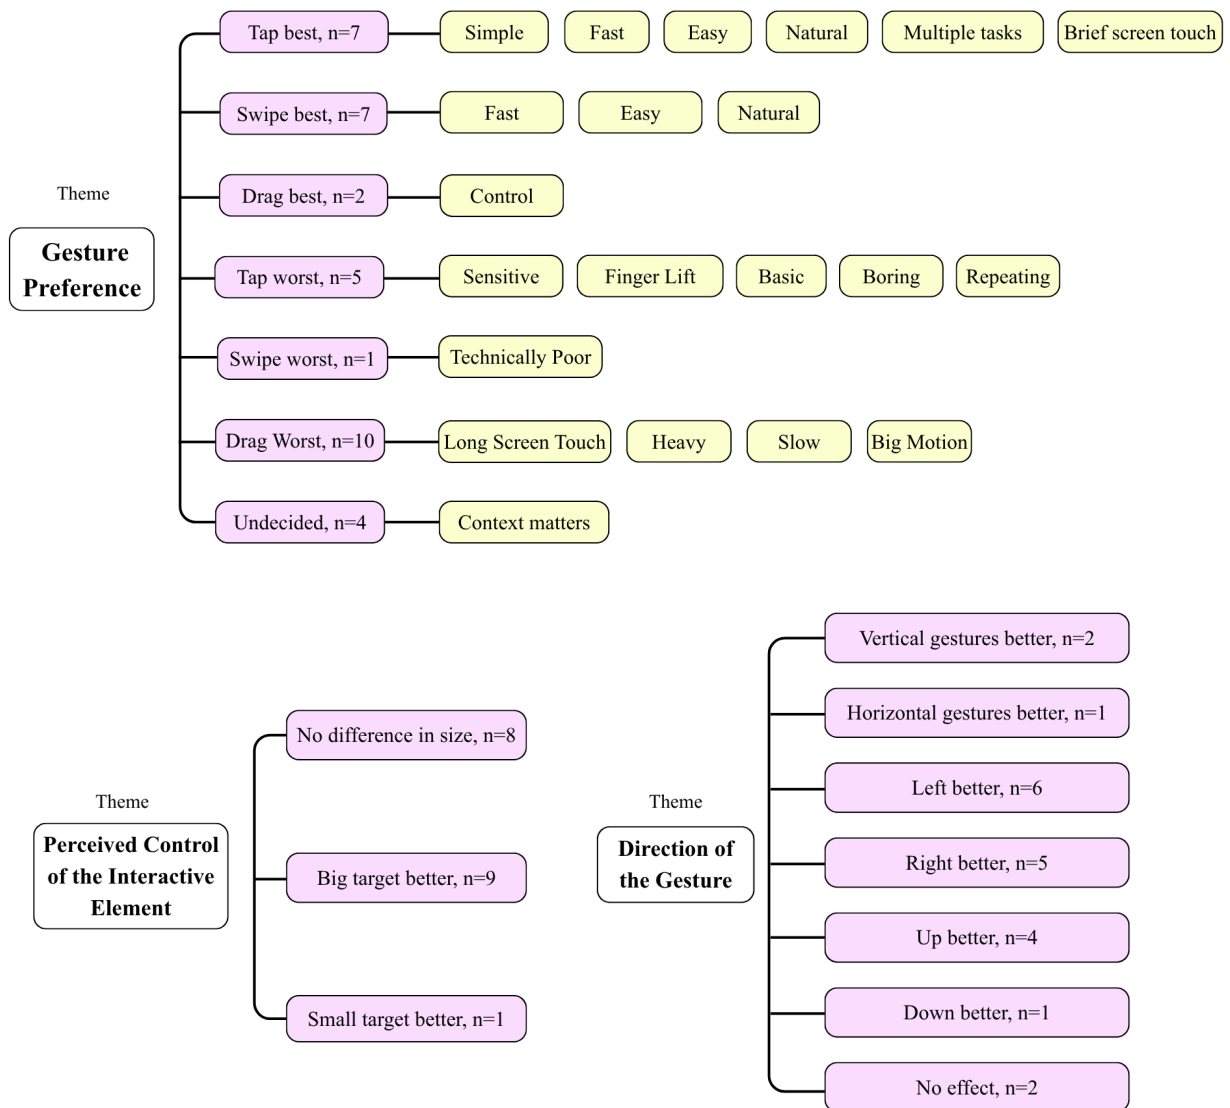 Tap best, n=7
Simple
Fast
Easy
Natural
Multiple tasks
Brief screen touch
Swipe best, n=7
Fast
Easy
Natural
Theme
Gesture
Preference
Drag best, n=2
Control
Tap worst, n=5
Sensitive
Finger Lift
Basic
Boring
Repeating
Swipe worst, n=1
Technically Poor
Drag Worst, n=10
Long Screen Touch
Heavy
Slow
Big Motion
Undecided, n=4
Context matters
Theme
Perceived Control
of the Interactive
Element
No difference in size, n=8
Big target better, n=9
Small target better, n=1
Theme
Direction of
the Gesture
Vertical gestures better, n=2
Horizontal gestures better, n=1
Left better, n=6
Right better, n=5
Up better, n=4
Down better, n=1
No effect, n=2